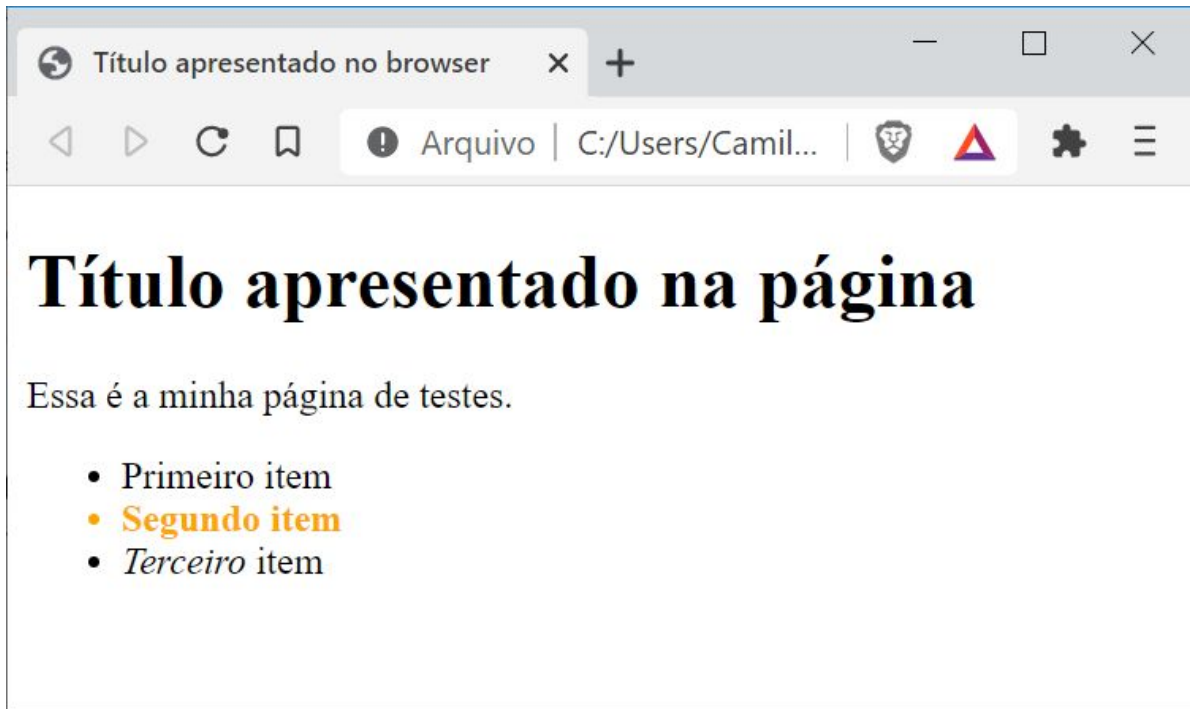 Título apresentado no browser
Arquivo | C:/Users/Camil...
Título apresentado na página
Essa é a minha página de testes.
• Primeiro item
• Segundo item
• Terceiro item